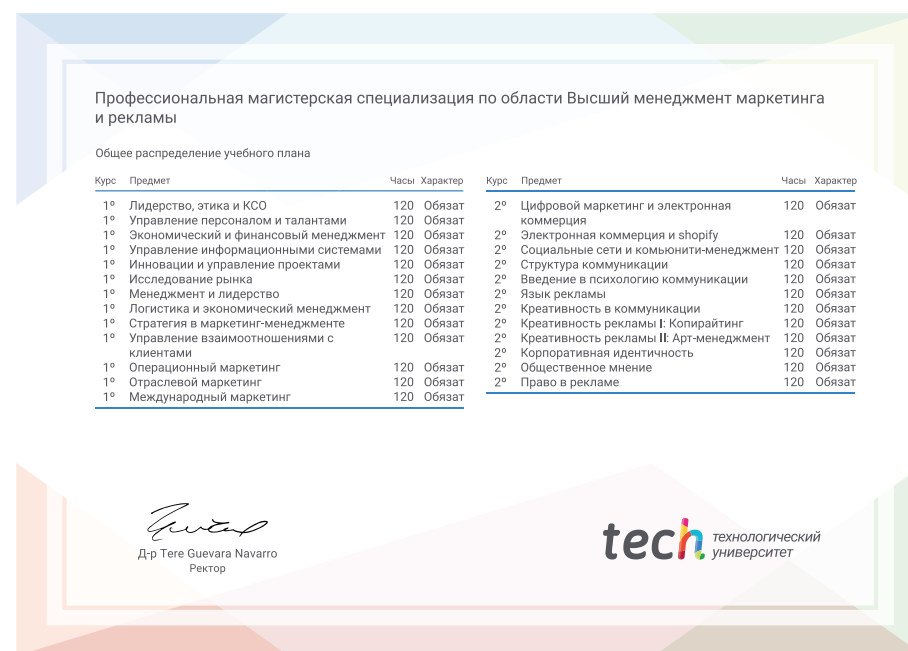 Профессиональная магистерская специализация по области Высший менеджмент маркетинга
и рекламы
Общее распределение учебного плана
Курс Предмет Часы Характер
1º Лидерство, этика и КСО 120 Обязат
1º Управление персоналом и талантами 120 Обязат
1º Экономический и финансовый менеджмент 120 Обязат
1º Управление информационными системами 120 Обязат
1º Инновации и управление проектами 120 Обязат
1º Исследование рынка 120 Обязат
1º Менеджмент и лидерство 120 Обязат
1º Логистика и экономический менеджмент 120 Обязат
1º Стратегия в маркетинг-менеджменте 120 Обязат
1º Управление взаимоотношениями с 120 Обязат
клиентами
1º Операционный маркетинг 120 Обязат
1º Отраслевой маркетинг 120 Обязат
1º Международный маркетинг 120 Обязат
Курс Предмет Часы Характер
2º Цифровой маркетинг и электронная 120 Обязат
коммерция
2º Электронная коммерция и shopify 120 Обязат
2º Социальные сети и комьюнити-менеджмент 120 Обязат
2º Структура коммуникации 120 Обязат
2º Введение в психологию коммуникации 120 Обязат
2º Язык рекламы 120 Обязат
2º Креативность в коммуникации 120 Обязат
2º Креативность рекламы I: Копирайтинг 120 Обязат
2º Креативность рекламы II: Арт-менеджмент 120 Обязат
2º Корпоративная идентичность 120 Обязат
2º Общественное мнение 120 Обязат
2º Право в рекламе 120 Обязат
Д-р Tere Guevara Navarro
Ректор
tech технологический
университет